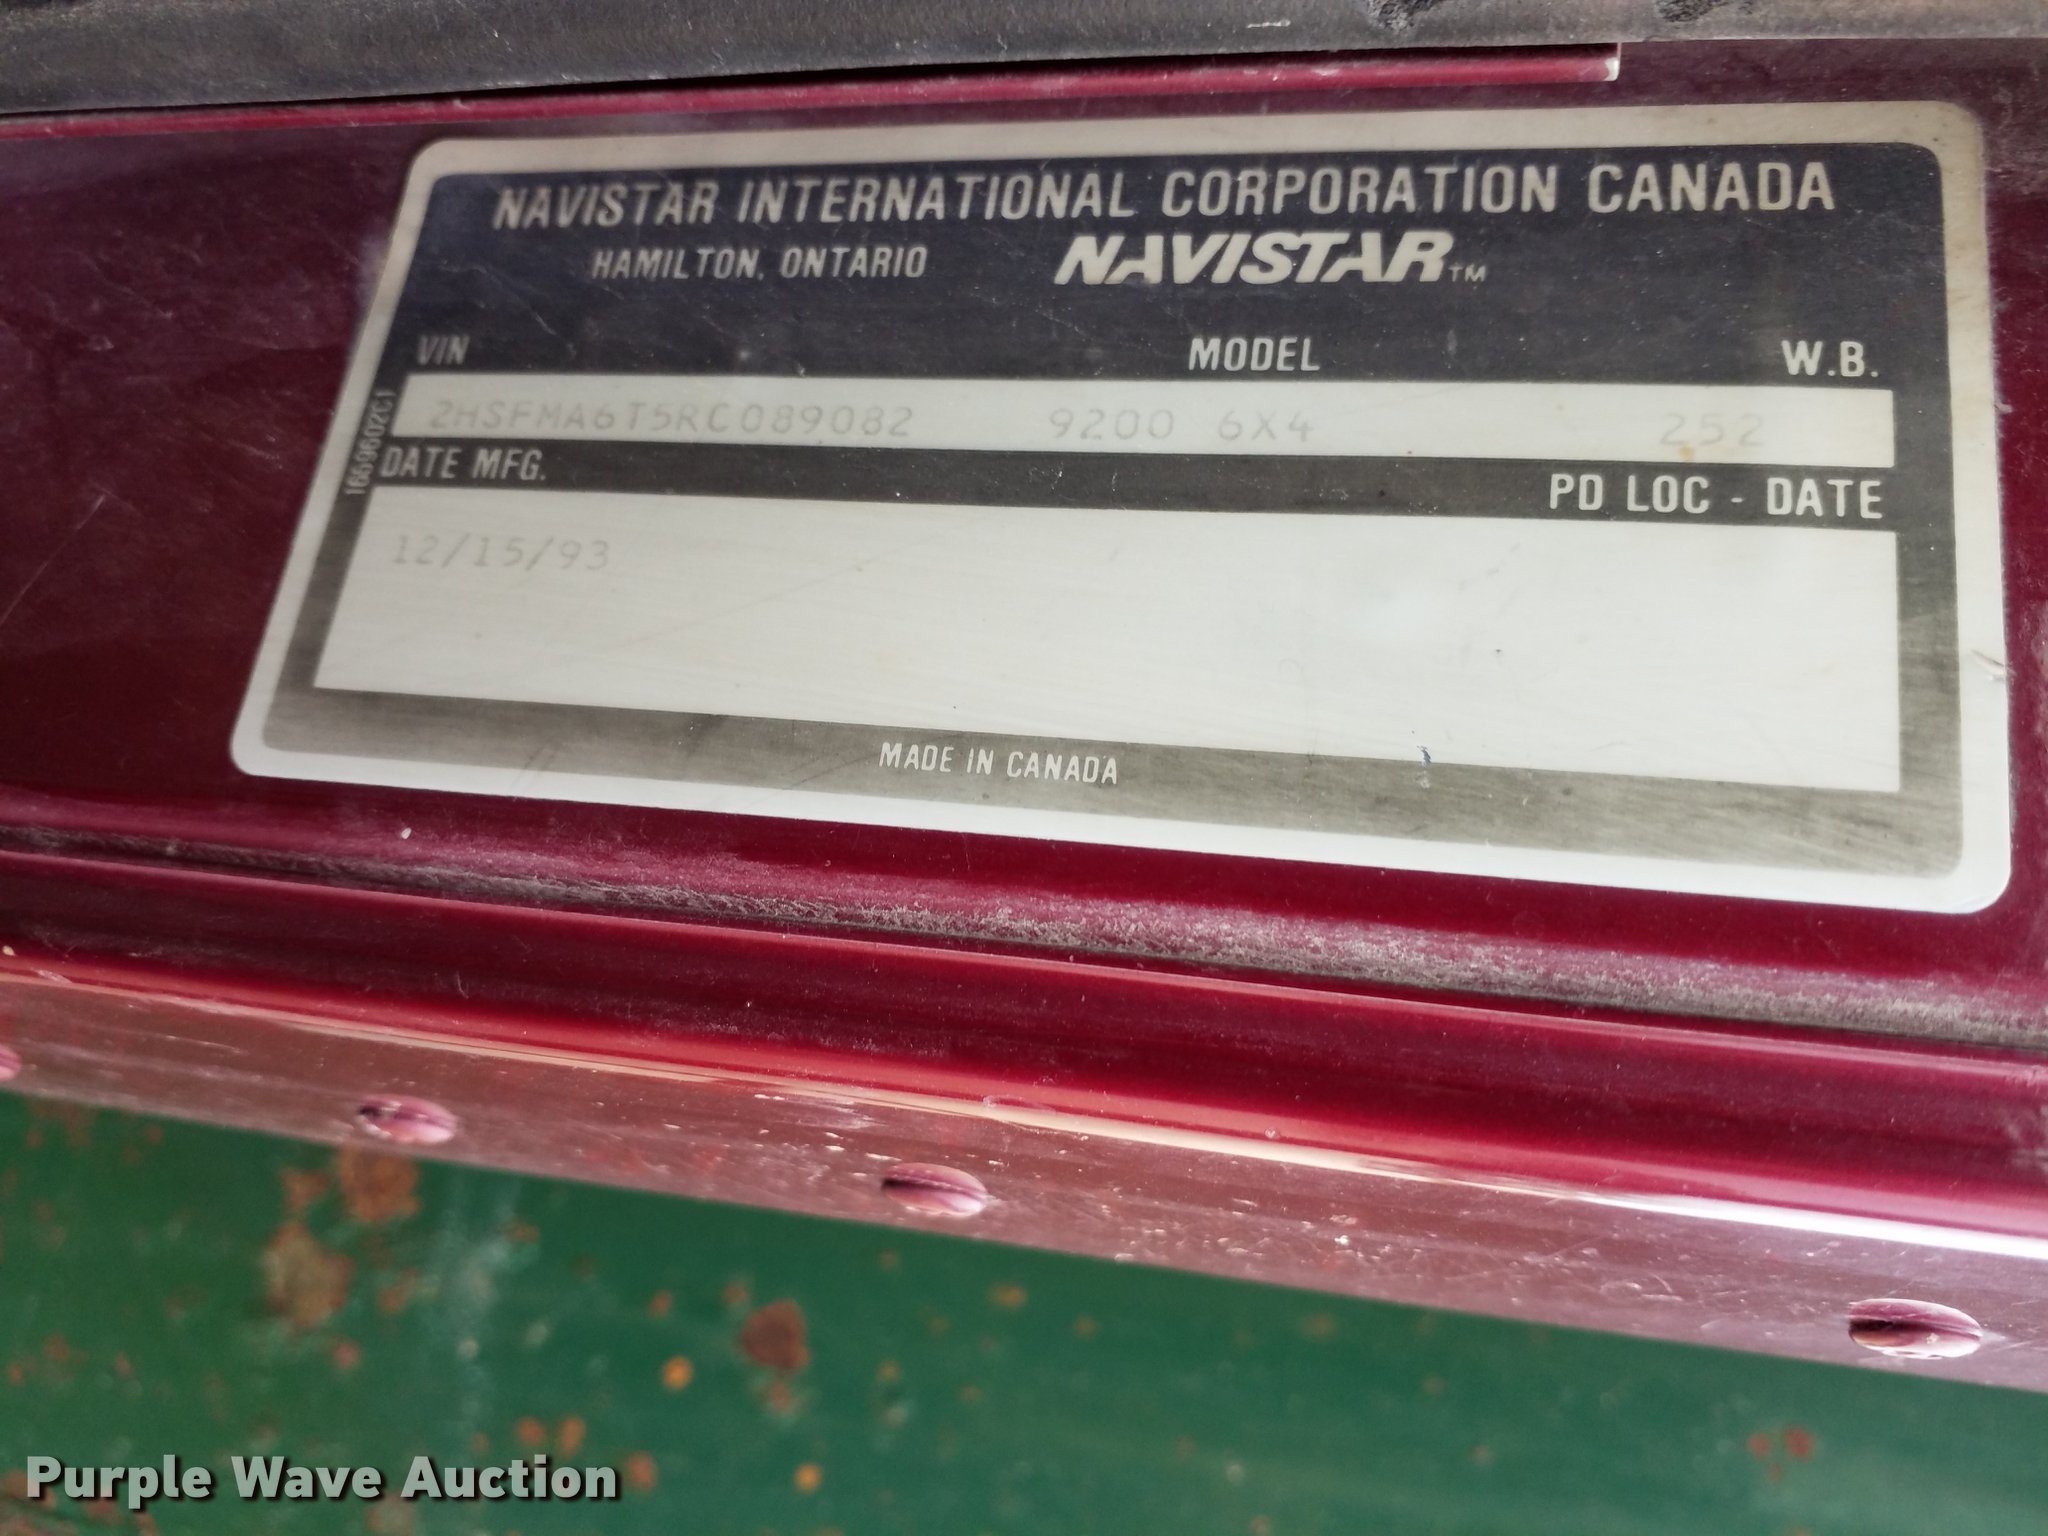 NAVISTAR INTERNATIONAL CORPORATION CANADA
HAMILTON, ONTARIO NAVISTAR™
VIN MODEL W.B.
2HSFMA6T5RC089082 9200 6X4 252
1669602C1
DATE MFG. PD LOC - DATE
12/15/93
MADE IN CANADA
Purple Wave Auction